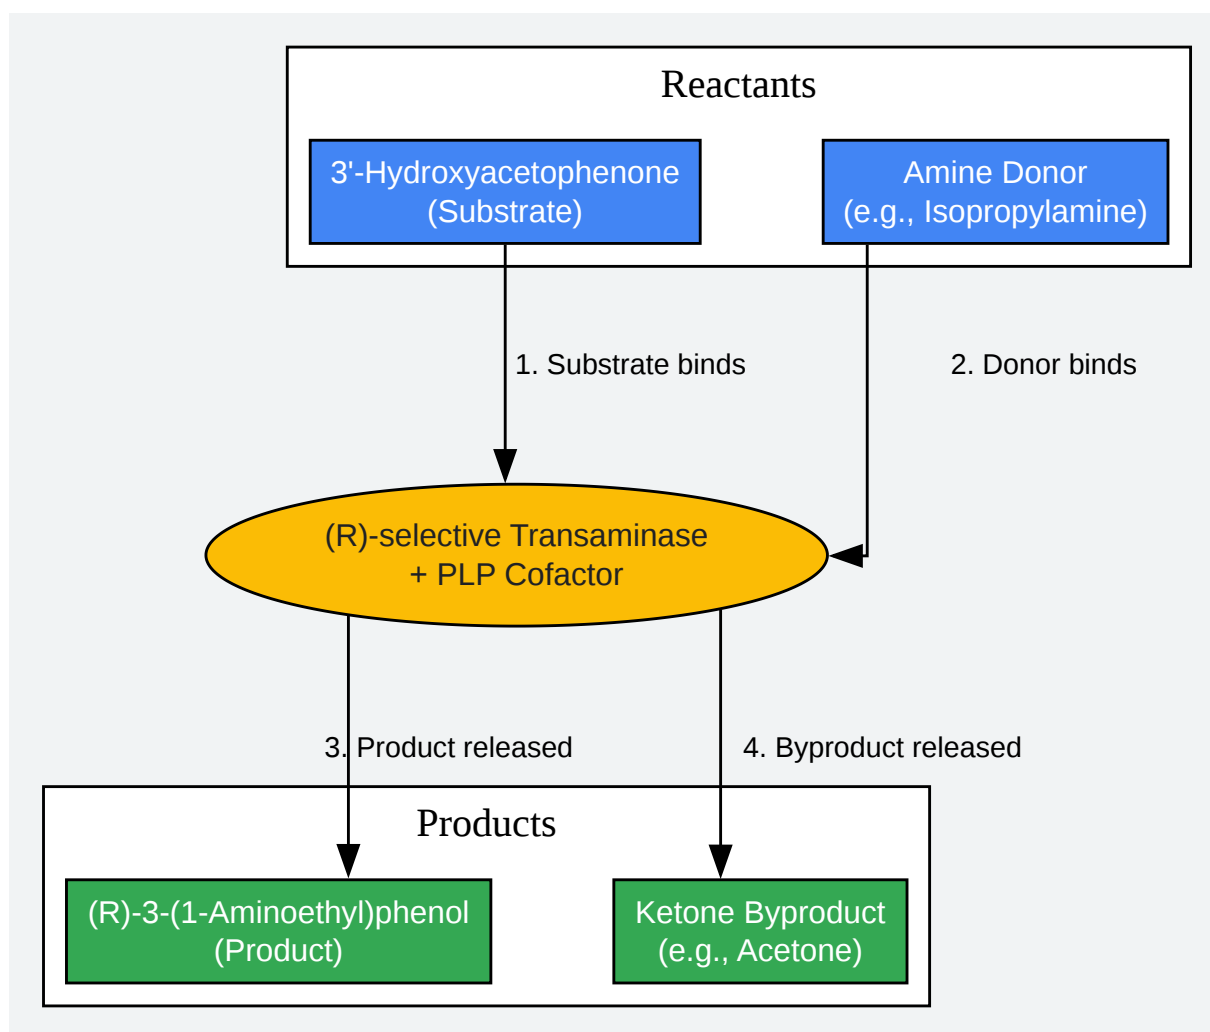 Reactants
3'-Hydroxyacetophenone
(Substrate)
Amine Donor
(e.g., Isopropylamine)
1. Substrate binds
2. Donor binds
(R)-selective Transaminase
+ PLP Cofactor
3. Product released
4. Byproduct released
Products
(R)-3-(1-Aminoethyl)phenol
(Product)
Ketone Byproduct
(e.g., Acetone)